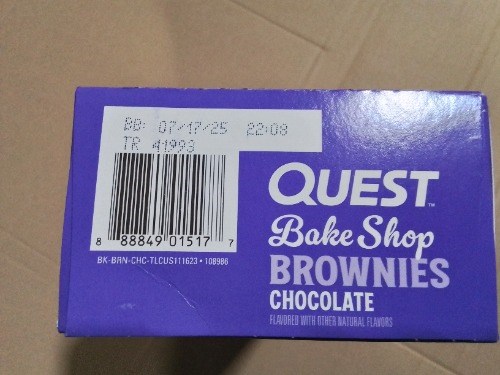 BB: 07/17/25 22:08
TR 41993
8 88849 01517 7
BK-BRN-CHC-TLCUS111623 • 108986
QUEST™
Bake Shop
BROWNIES
CHOCOLATE
FLAVORED WITH OTHER NATURAL FLAVORS